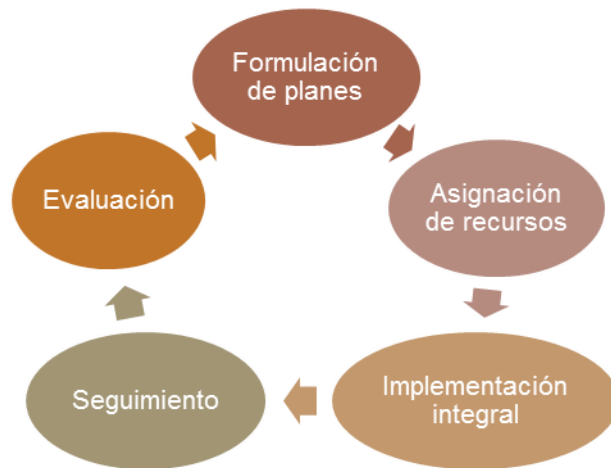 Formulación
de planes
Asignación
de recursos
Implementación
integral
Seguimiento
Evaluación